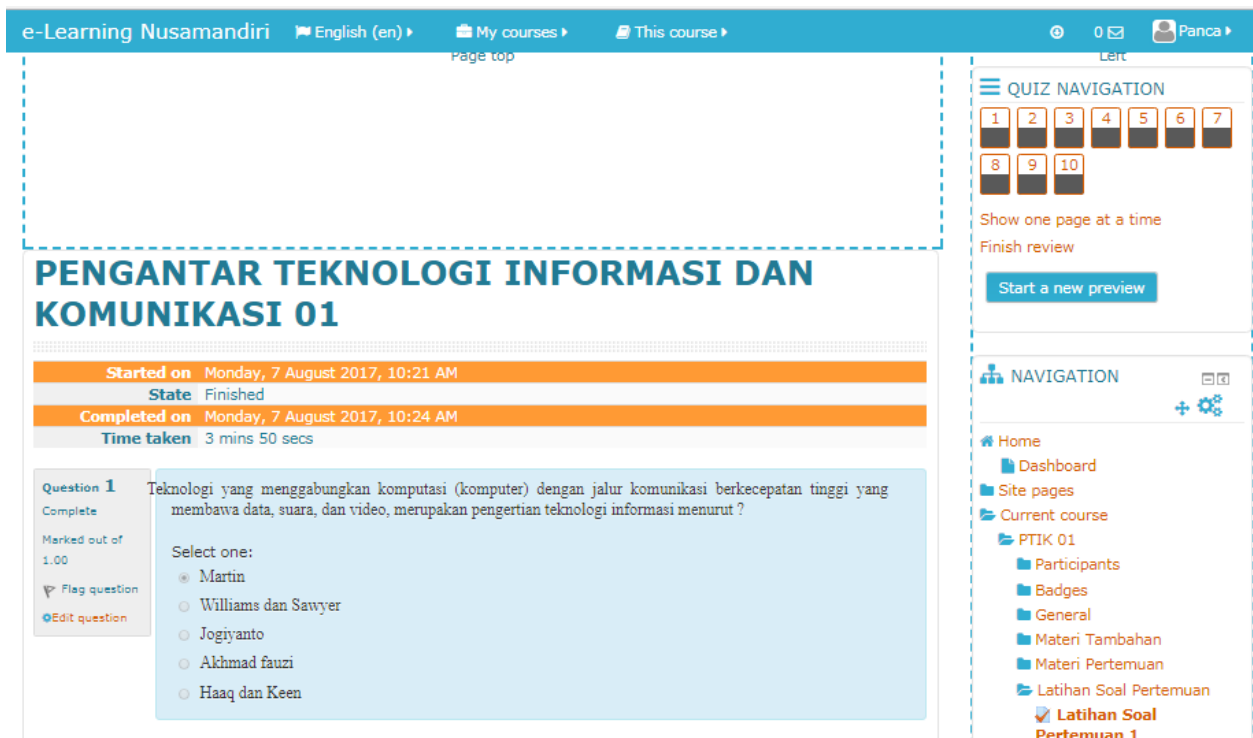 e-Learning Nusamandiri English (en) My courses This course 0 Panca
Page top
Left
QUIZ NAVIGATION
1 2 3 4 5 6 7
8 9 10
Show one page at a time
Finish review
Start a new preview
PENGANTAR TEKNOLOGI INFORMASI DAN
KOMUNIKASI 01
Started on Monday, 7 August 2017, 10:21 AM
State Finished
Completed on Monday, 7 August 2017, 10:24 AM
Time taken 3 mins 50 secs
Question 1
Complete
Marked out of
1.00
Flag question
Edit question
Teknologi yang menggabungkan komputasi (komputer) dengan jalur komunikasi berkecepatan tinggi yang
membawa data, suara, dan video, merupakan pengertian teknologi informasi menurut ?
Select one:
Martin
Williams dan Sawyer
Jogiyanto
Akhmad fauzi
Haaq dan Keen
NAVIGATION
Home
Dashboard
Site pages
Current course
PTIK 01
Participants
Badges
General
Materi Tambahan
Materi Pertemuan
Latihan Soal Pertemuan
Latihan Soal
Pertemuan 1